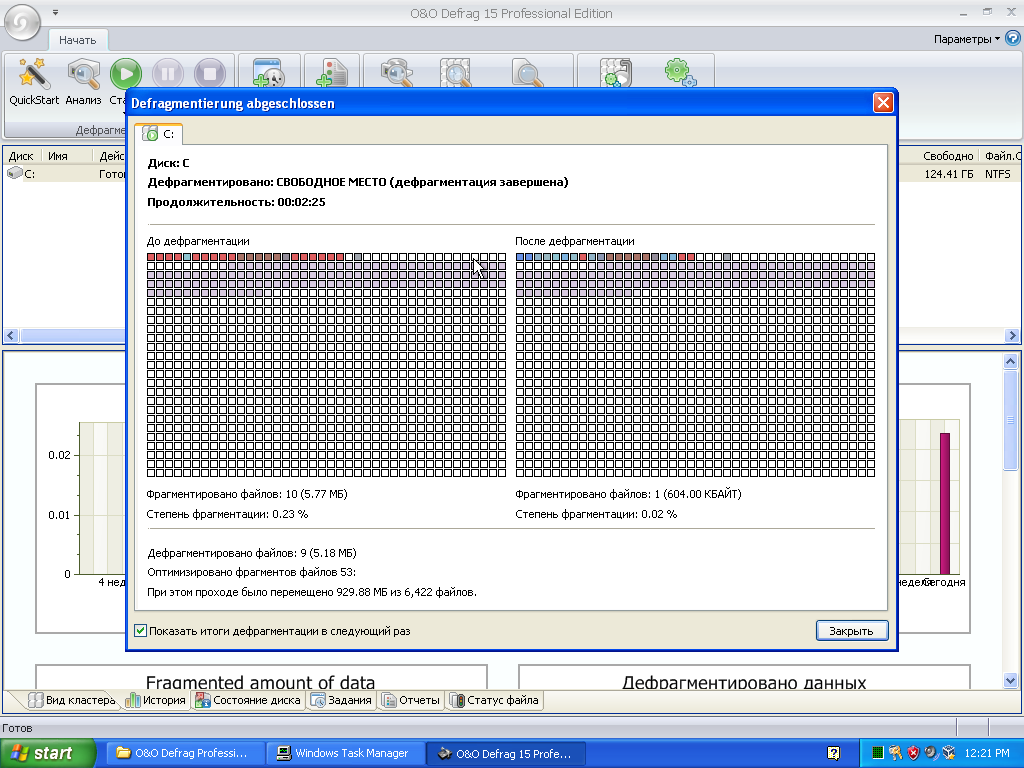 O&O Defrag 15 Professional Edition
Начать
Параметры
QuickStart Анализ
Дефрагме
Defragmentierung abgeschlossen
C:
Диск Имя
Свободно
C:
124.41 ГБ NTFS
Диск: C
Дефрагментировано: СВОБОДНОЕ МЕСТО (дефрагментация завершена)
Продолжительность: 00:02:25
До дефрагментации После дефрагментации
Фрагментировано файлов: 10 (5.77 МБ) Фрагментировано файлов: 1 (604.00 КБАЙТ)
Степень фрагментации: 0.23 % Степень фрагментации: 0.02 %
Дефрагментировано файлов: 9 (5.18 МБ)
Оптимизировано фрагментов файлов 53:
При этом проходе было перемещено 929.88 МБ из 6,422 файлов.
0.02
0.01
0
4 нед
Сегодня
Показать итоги дефрагментации в следующий раз
Закрыть
Fragmented amount of data Дефрагментировано данных
Вид кластера История Состояние диска Задания Отчеты Статус файла
Готов
start O&O Defrag Professi... Windows Task Manager O&O Defrag 15 Profe... 12:21 PM